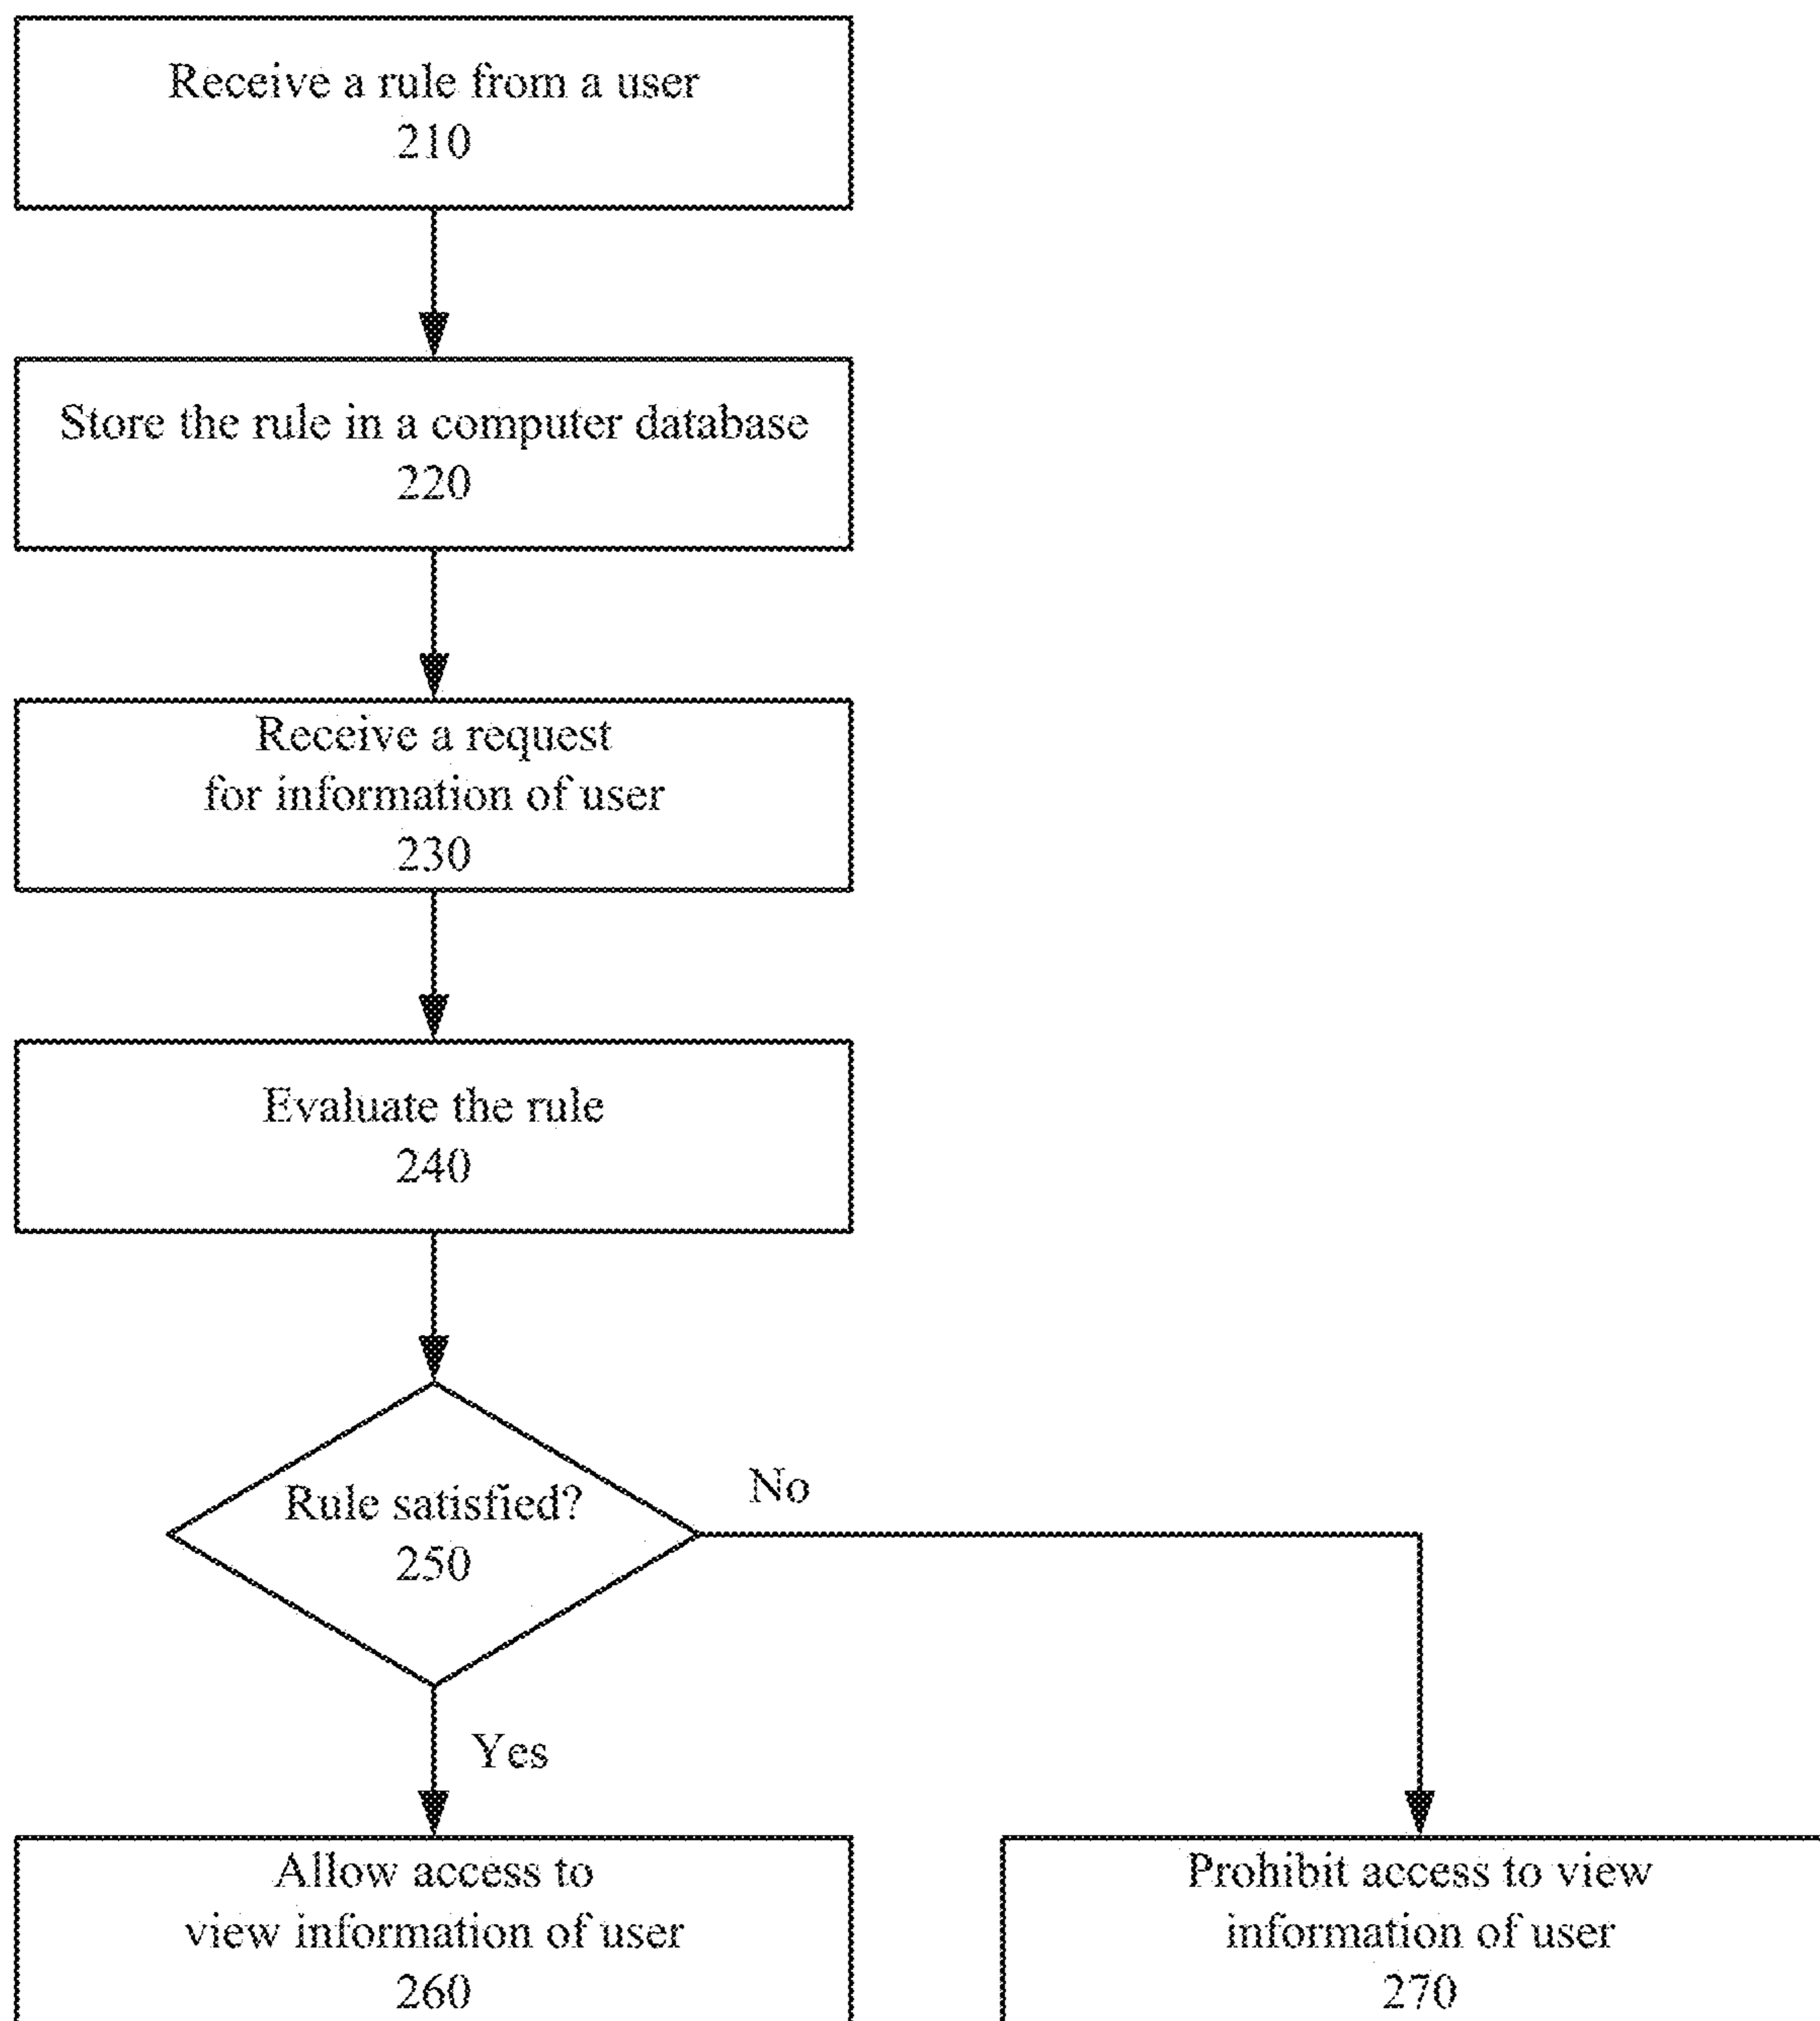 Receive a rule from a user
210
Store the rule in a computer database
220
Receive a request
for information of user
230
Evaluate the rule
240
Rule satisfied?
250
No
Yes
Allow access to
view information of user
260
Prohibit access to view
information of user
270